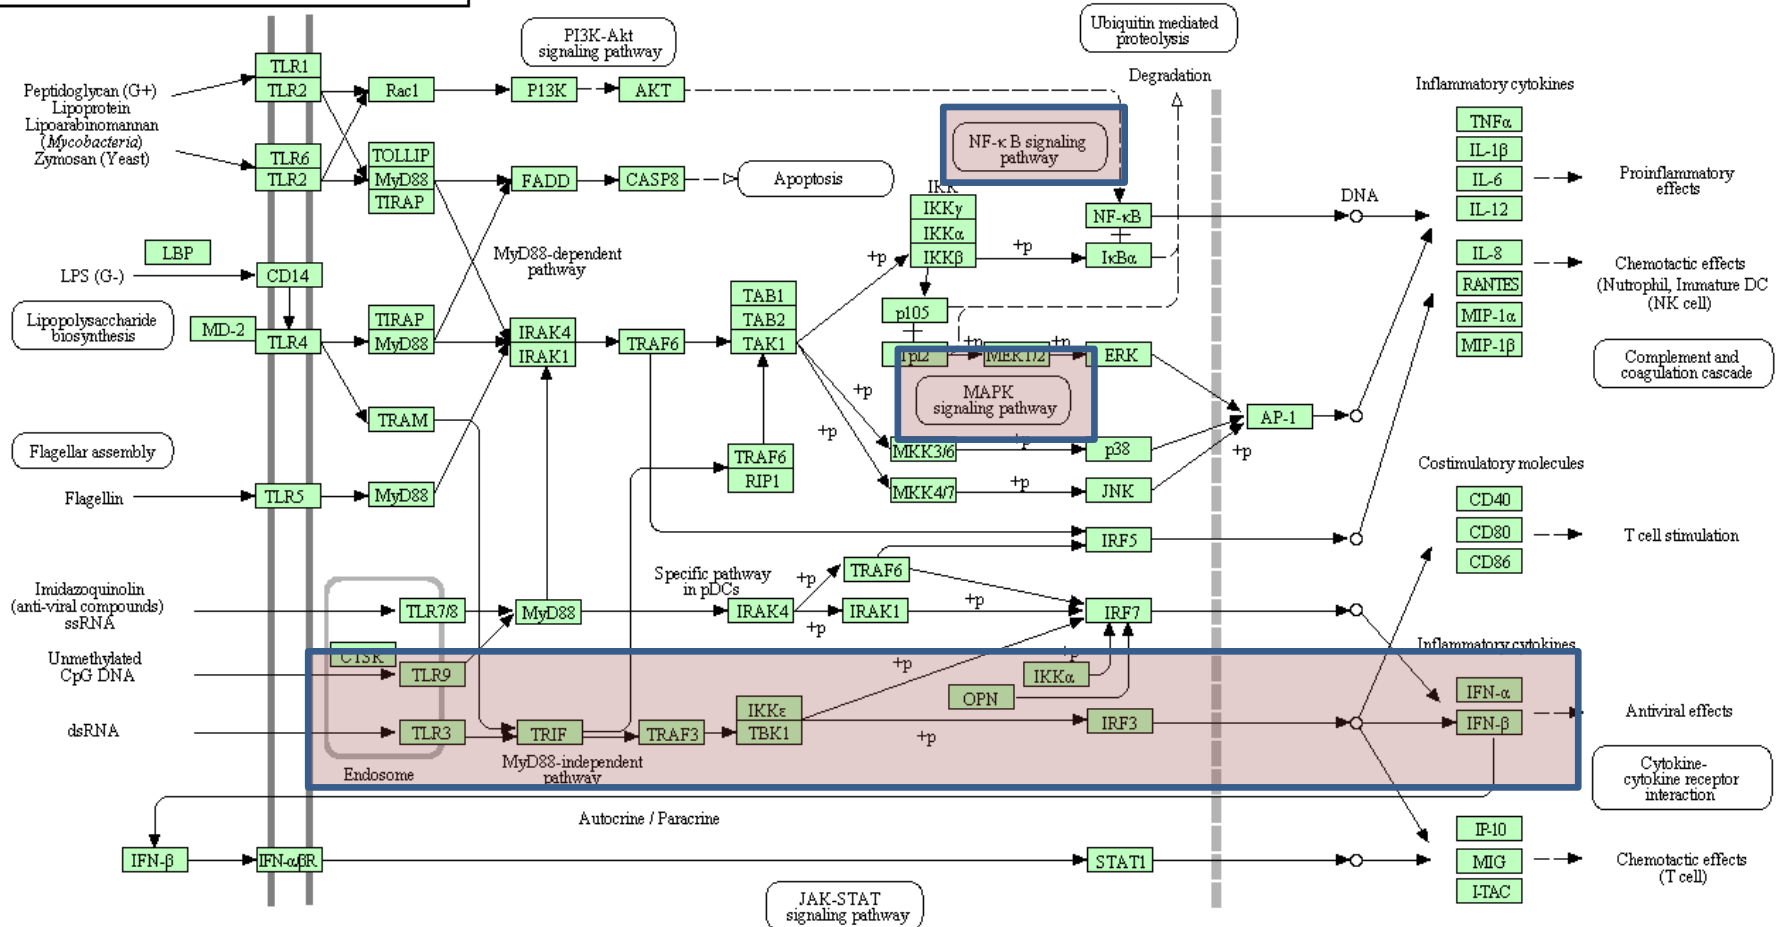 PI3K-Akt
signaling pathway
Ubiquitin mediated
proteolysis
Degradation
Peptidoglycan (G+)
Lipoprotein
Lipoarabinomannan
(Mycobacteria)
Zymosan (Yeast)
TLR1
TLR2
Rac1
P13K
AKT
TLR6
TLR2
TOLLIP
MyD88
TIRAP
FADD
CASP8
Apoptosis
NF-κ B signaling
pathway
IKK
IKKγ
IKKα
IKKβ
+p
+p
NF-κB
IκBα
DNA
Inflammatory cytokines
TNFα
IL-1β
IL-6
IL-12
Proinflammatory
effects
IL-8
RANTES
MIP-1α
MIP-1β
Chemotactic effects
(Nutrophil, Immature DC
(NK cell)
Complement and
coagulation cascade
LBP
LPS (G-)
CD14
MyD88-dependent
pathway
Lipopolysaccharide
biosynthesis
MD-2
TLR4
TIRAP
MyD88
IRAK4
IRAK1
TRAF6
TAB1
TAB2
TAK1
p105
Tpl2
+p
MEK1/2
+p
ERK
MAPK
signaling pathway
+p
+p
TRAM
AP-1
+p
Flagellar assembly
Flagellin
TLR5
MyD88
TRAF6
RIP1
MKK3/6
+p
p38
MKK4/7
+p
JNK
Costimulatory molecules
CD40
CD80
CD86
T cell stimulation
IRF5
Imidazoquinolin
(anti-viral compounds)
ssRNA
TLR7/8
MyD88
Specific pathway
in pDCs
IRAK4
+p
+p
TRAF6
IRAK1
+p
IRF7
Unmethylated
CpG DNA
CTSK
TLR9
+p
+p
IKKα
OPN
Inflammatory cytokines
IFN-α
IFN-β
Antiviral effects
dsRNA
TLR3
TRIF
TRAF3
IKKε
TBK1
+p
IRF3
Endosome
MyD88-independent
pathway
Cytokine-
cytokine receptor
interaction
Autocrine / Paracrine
IFN-β
IFN-α/βR
STAT1
IP-10
MIG
I-TAC
Chemotactic effects
(T cell)
JAK-STAT
signaling pathway